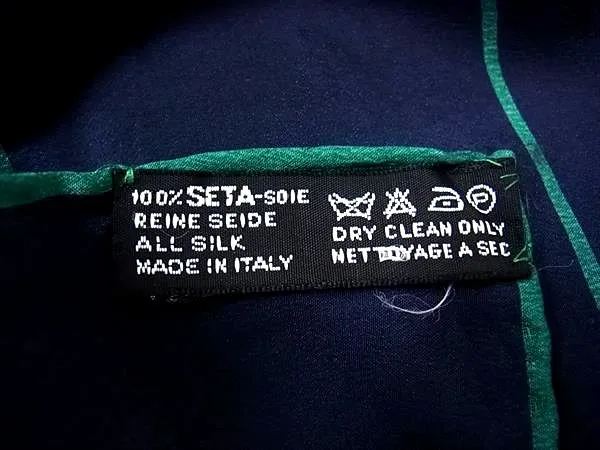 100% SETA-SOIE
REINE SEIDE
ALL SILK
MADE IN ITALY
P
DRY CLEAN ONLY
NETTOYAGE A SEC